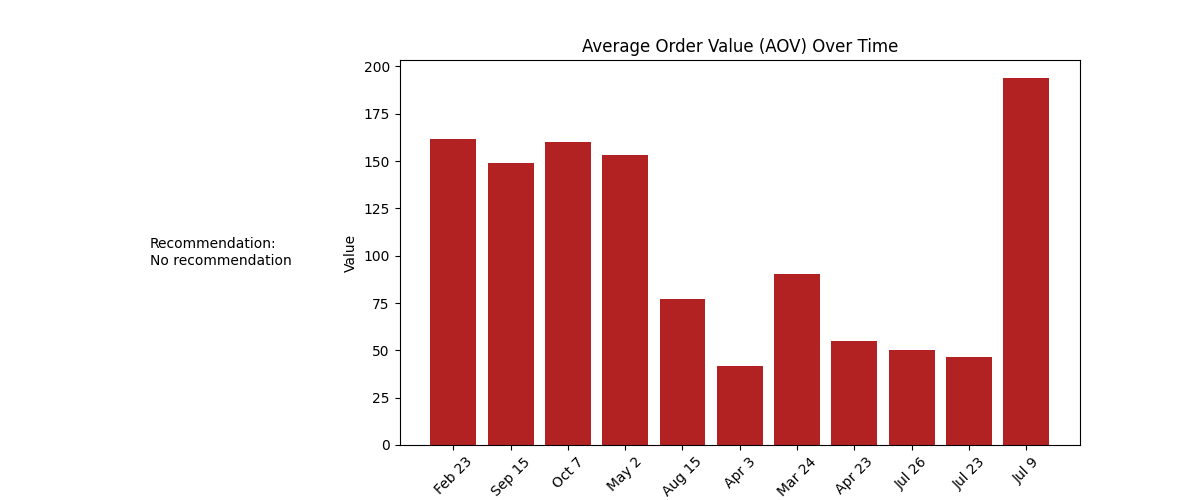 Average Order Value (AOV) Over Time
Recommendation:
No recommendation
Value
200
175
150
125
100
75
50
25
0
Feb 23
Sep 15
Oct 7
May 2
Aug 15
Apr 3
Mar 24
Apr 23
Jul 26
Jul 23
Jul 9